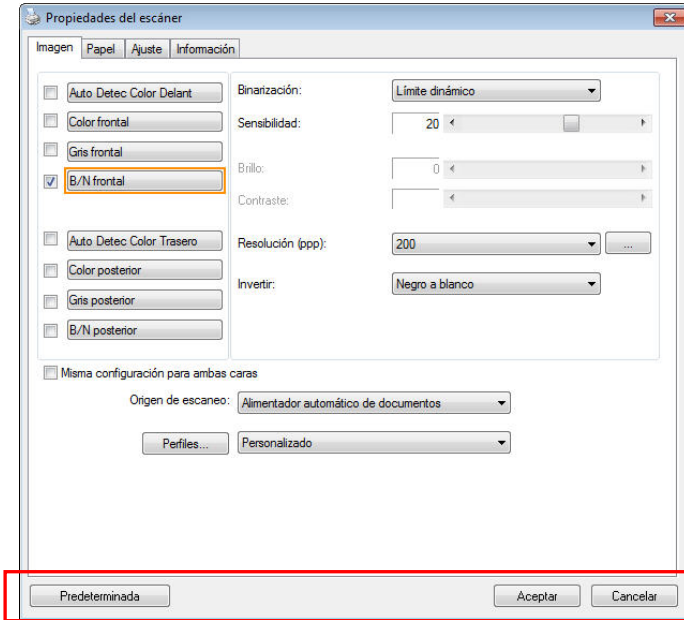 Propiedades del escáner
Imagen Papel Ajuste Información
Auto Detec Color Delant
Color frontal
Gris frontal
B/N frontal
Auto Detec Color Trasero
Color posterior
Gris posterior
B/N posterior
Binarización: Límite dinámico
Sensibilidad: 20
Brillo: 0
Contraste:
Resolución (ppp): 200 ...
Invertir: Negro a blanco
Misma configuración para ambas caras
Origen de escaneo: Alimentador automático de documentos
Perfiles... Personalizado
Predeterminada Aceptar Cancelar